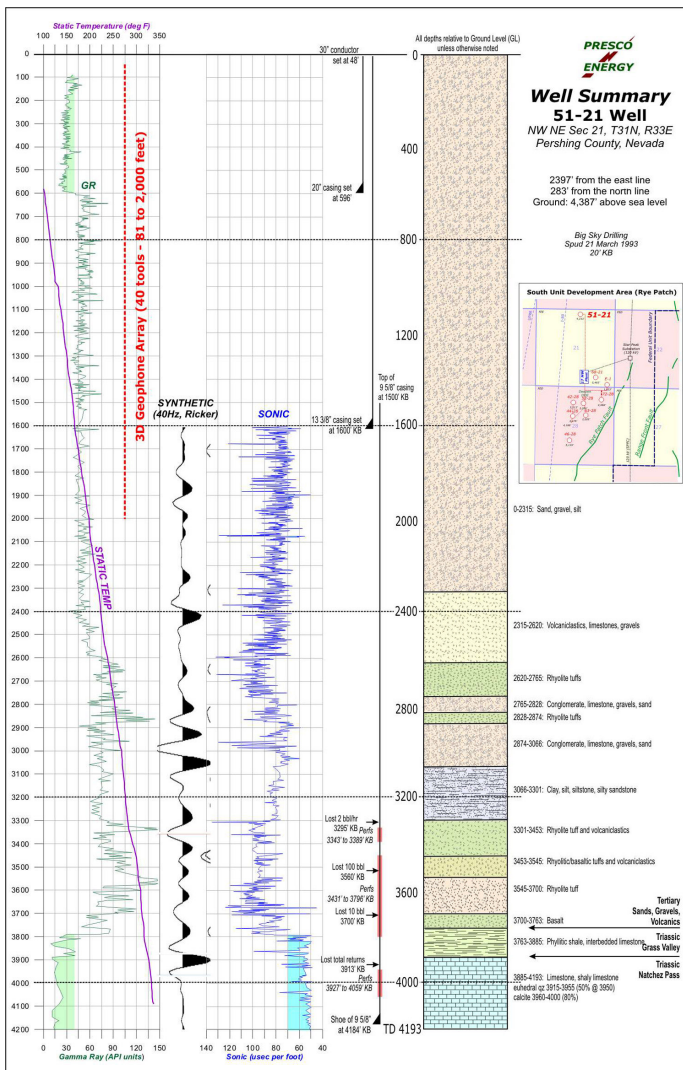 Static Temperature (deg F)
100 150 200 250 300 350
0
100
200
300
400
500
600
700
800
900
1000
1100
1200
1300
1400
1500
1600
1700
1800
1900
2000
2100
2200
2300
2400
2500
2600
2700
2800
2900
3000
3100
3200
3300
3400
3500
3600
3700
3800
3900
4000
4100
4200
0 30 60 90 120 150
Gamma Ray (API units)
GR
STATIC TEMP
3D Geophone Array (40 tools - 81 to 2,000 feet)
SYNTHETIC
(40Hz, Ricker)
SONIC
140 120 100 80 60 40
Sonic (usec per foot)
30" conductor
set at 48'
20" casing set
at 596'
Top of
9 5/8" casing
at 1500' KB
13 3/8" casing set
at 1600' KB
Lost 2 bbl/hr
3295' KB
Perfs
3343' to 3389' KB
Lost 100 bbl
3560' KB
Perfs
3431' to 3796' KB
Lost 10 bbl
3700' KB
Lost total returns
3913' KB
Perfs
3927' to 4059' KB
Shoe of 9 5/8"
at 4184' KB
All depths relative to Ground Level (GL)
unless otherwise noted
0
400
800
1200
1600
2000
2400
2800
3200
3600
4000
TD 4193
0-2315: Sand, gravel, silt
2315-2620: Volcaniclastics, limestones, gravels
2620-2765: Rhyolite tuffs
2765-2828: Conglomerate, limestone, gravels, sand
2828-2874: Rhyolite tuffs
2874-3066: Conglomerate, limestone, gravels, sand
3066-3301: Clay, silt, siltstone, silty sandstone
3301-3453: Rhyolite tuff and volcaniclastics
3453-3545: Rhyolitic/basaltic tuffs and volcaniclastics
3545-3700: Rhyolite tuff
Tertiary
Sands, Gravels,
Volcanics
3700-3763: Basalt
Triassic
Grass Valley
3763-3885: Phyllitic shale, interbedded limestone
Triassic
Natchez Pass
3885-4193: Limestone, shaly limestone
euhedral qz 3915-3955 (50% @ 3950)
calcite 3960-4000 (80%)
PRESCO
ENERGY
Well Summary
51-21 Well
NW NE Sec 21, T31N, R33E
Pershing County, Nevada
2397' from the east line
283' from the north line
Ground: 4,387' above sea level
Big Sky Drilling
Spud 21 March 1993
20' KB
South Unit Development Area (Rye Patch)
51-21
Federal Unit Boundary
Rye Patch Fault
Range Front Fault